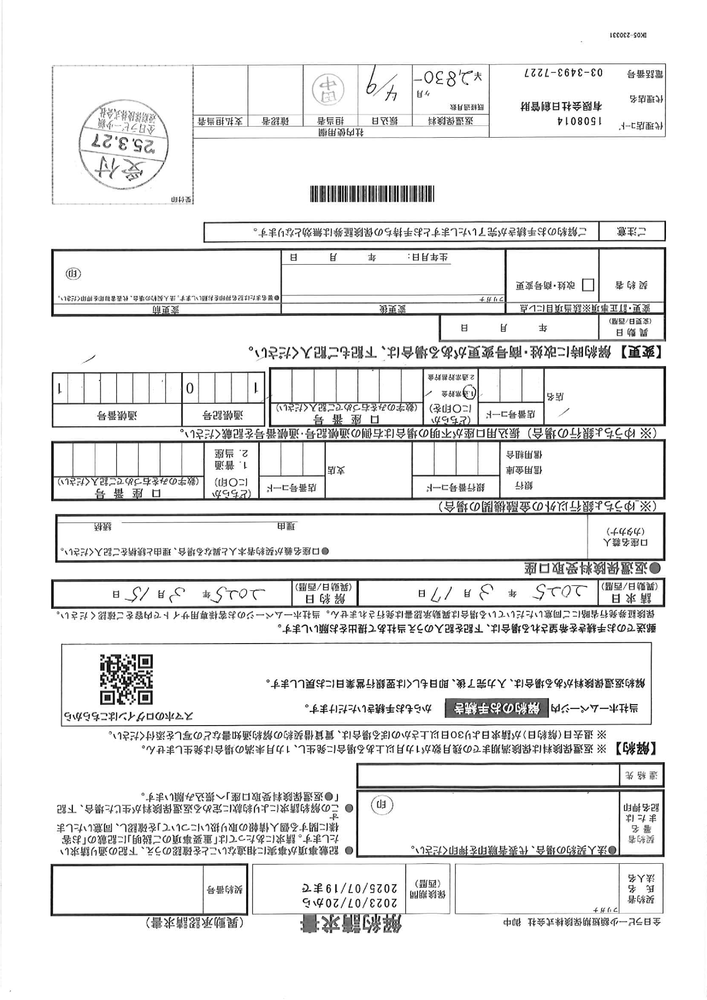 全日ラビー少額短期保険株式会社 御中
解約請求書
(異動承認請求書)
契約者
氏 名
法人名
フリガナ
保険期間
(西暦)
2023/07/20から
2025/07/19まで
契約番号
契約者
署 名
または
記名押印
●法人契約の場合、代表者職印を押印ください。
印
● 記載事項が事実に相違ないことを確認のうえ、下記の通り請求い
たします。請求にあたっては「重要事項のご説明」に記載の「お客
様に関する個人情報の取り扱いについて」を確認し、同意いたしま
す
● この解約請求により約款に定める返還保険料が生じた場合、下記
「●返還保険料受取口座」へ振込み願います。
連 絡 先
【解約】 ※ 返還保険料は保険満期までの残月数が1カ月以上ある場合に発生し、1カ月未満の場合は発生しません。
※ 退去日(解約日)が請求日より30日以上さかのぼる場合は、賃貸借契約の解約通知書などの写しを添付ください。
当社ホームページ内 解約のお手続き からもお手続きいただけます。
スマホのログインはこちらから
解約返還保険料がある場合は、入力完了後、即日もしくは翌銀行営業日にお戻しします。
郵送でのお手続きを希望される場合は、下記を記入のうえ当社あて提出をお願いします。
保険証券発行省略にご同意いただいている場合は異動承認書は発行されません。当社ホームページのお客様専用サイトで内容をご確認ください。
請 求 日
(異動日/西暦)
2025 年 3 月 17 日
解 約 日
(異動日/西暦)
2025 年 3 月 15 日
●返還保険料受取口座
口座名義人
(カタカナ)
●口座名義が契約者本人と異なる場合、理由と続柄をご記入ください。
理由
続柄
(※ ゆうちょ銀行以外の金融機関の場合)
銀行
信用金庫
信用組合
銀行番号コード
支店
店番号コード
(どちらか
に〇印)
1. 普通
2. 当座
口 座 番 号
(数字のみを右づめでご記入ください)
(※ ゆうちょ銀行の場合) 振込用口座が不明の場合は右側の通帳記号・通帳番号を記載ください。
店名
店番号コード
(どちらか
に〇印を)
1.通常貯金
2.通常貯蓄貯金
口 座 番 号
(数字のみを右づめでご記入ください)
通帳記号
1 0
通帳番号
1
【変更】 解約時に改姓・商号変更がある場合は、下記もご記入ください。
異 動 日
(変更日/西暦)
年 月 日
変更・訂正事項※該当項目にレ点
変更後
変更前
契 約 者
□ 改姓・商号変更
フリガナ
●署名または記名押印をお願いします。法人契約の場合、代表者職印を押印ください。
印
生年月日: 年 月 日
ご注意
ご解約のお手続きが完了いたしますとお手持ちの保険証券は無効となります。
受付印
受付
'25.3.27
全日ラビー少額
短期保険株式会社
代理店コード 1508014
代理店名 有限会社日創管財
電話番号 03-3493-7227
社内使用欄
返還保険料
振込日
担当者
確認者
支払担当者
既経過月数
ヶ月
¥2,830-
4/9
田中
IK05-230331